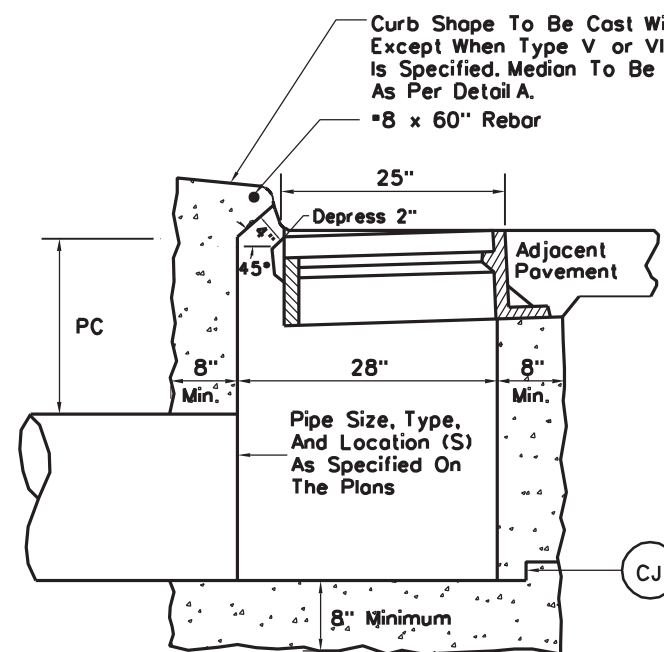 Curb Shape To Be Cast Wi
Except When Type V or VI
Is Specified. Median To Be
As Per Detail A.
#8 x 60" Rebar
25"
Depress 2"
4"
45°
Adjacent
Pavement
PC
8"
Min.
28"
8"
Min.
Pipe Size, Type,
And Location (S)
As Specified On
The Plans
CJ
8" Minimum